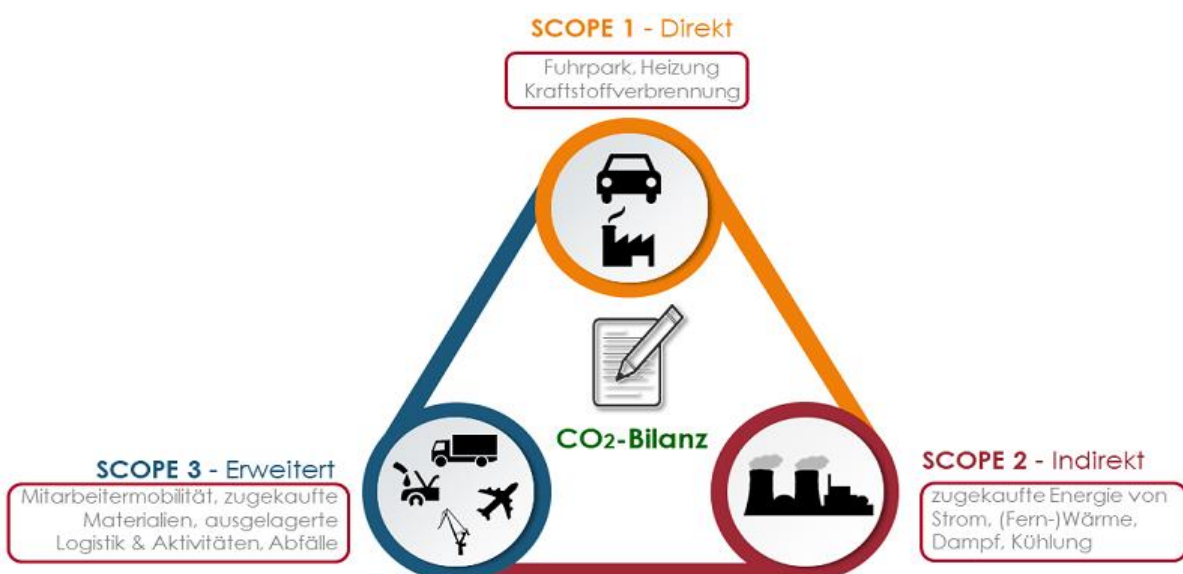 SCOPE 1 - Direkt
Fuhrpark, Heizung
Kraftstoffverbrennung
CO2-Bilanz
SCOPE 3 - Erweitert
Mitarbeitermobilität, zugekaufte
Materialien, ausgelagerte
Logistik & Aktivitäten, Abfälle
SCOPE 2 - Indirekt
zugekaufte Energie von
Strom, (Fern-)Wärme,
Dampf, Kühlung